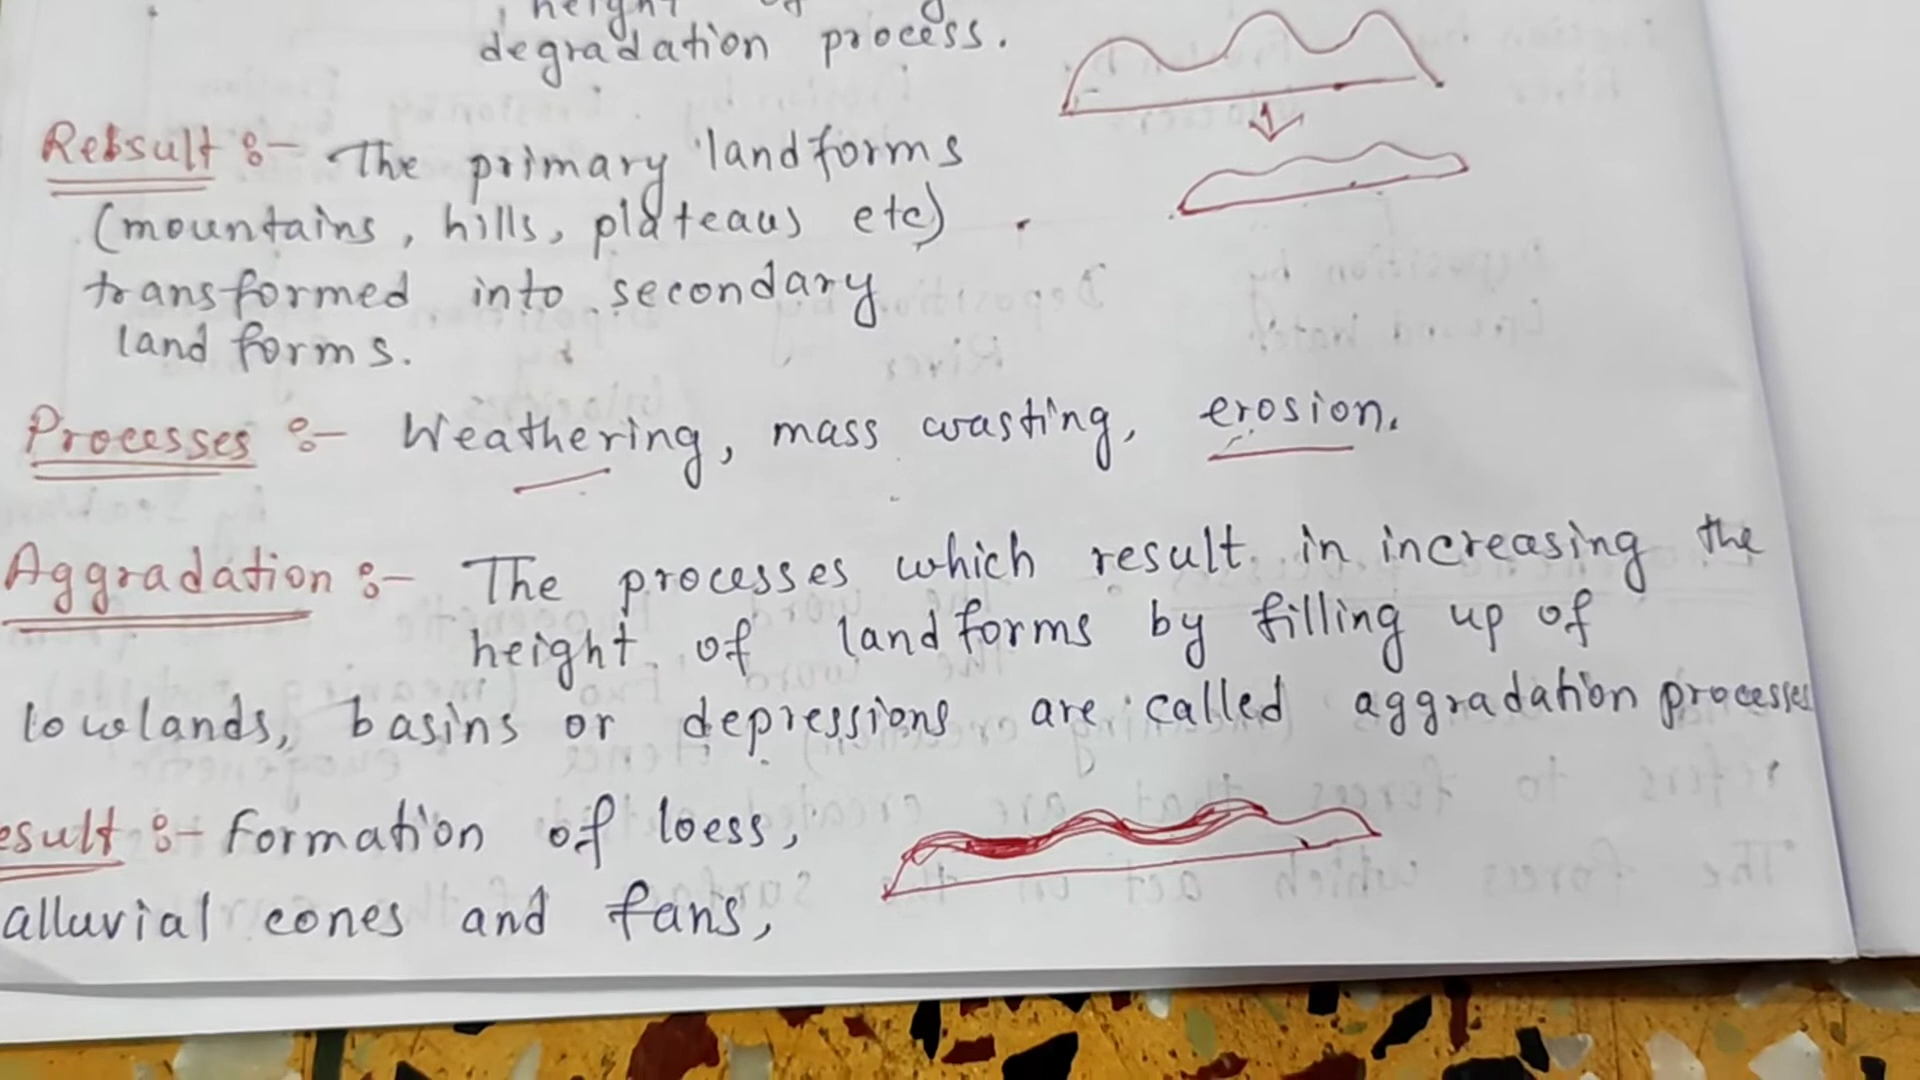 height
degradation process.
Rebsult :- The primary landforms
(mountains, hills, plateaus etc)
transformed into secondary
land forms.
Processes :- Weathering, mass wasting, erosion.
Aggradation :- The processes which result in increasing the
height of landforms by filling up of
lowlands, basins or depressions are called aggradation processes
esult :- Formation of loess,
alluvial cones and fans,